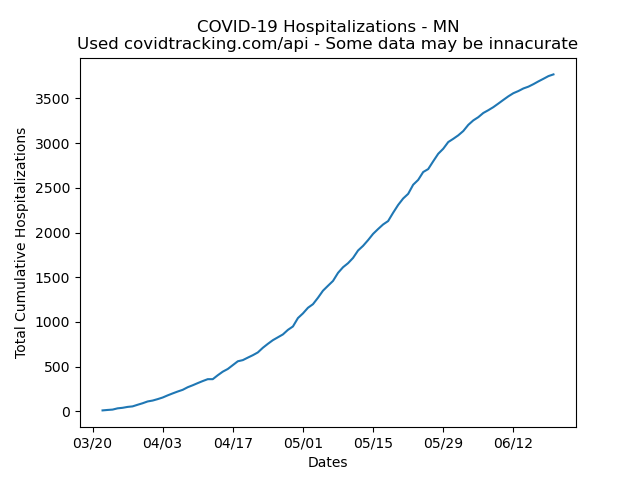 COVID-19 Hospitalizations - MN
Used covidtracking.com/api - Some data may be innacurate
Total Cumulative Hospitalizations
3500
3000
2500
2000
1500
1000
500
0
03/20 04/03 04/17 05/01 05/15 05/29 06/12
Dates